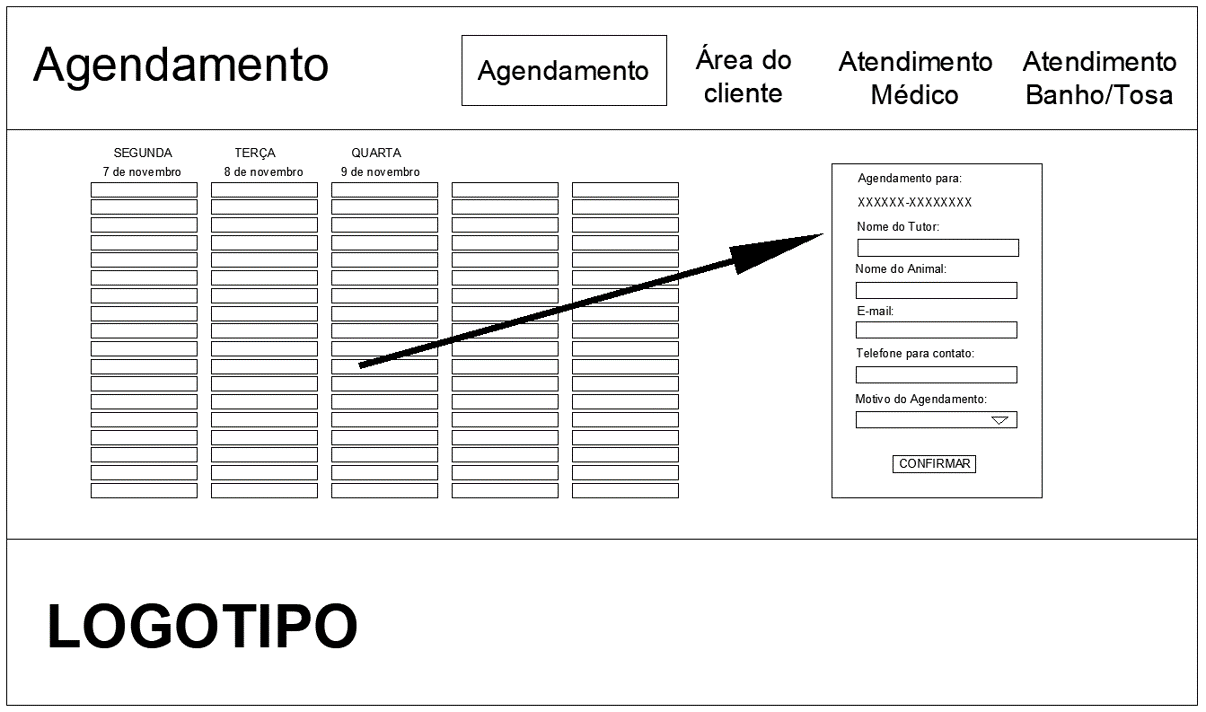 Agendamento
Agendamento
Área do
cliente
Atendimento
Médico
Atendimento
Banho/Tosa
SEGUNDA
7 de novembro
TERÇA
8 de novembro
QUARTA
9 de novembro
Agendamento para:
XXXXXX-XXXXXXXX
Nome do Tutor:
Nome do Animal:
E-mail:
Telefone para contato:
Motivo do Agendamento:
CONFIRMAR
LOGOTIPO